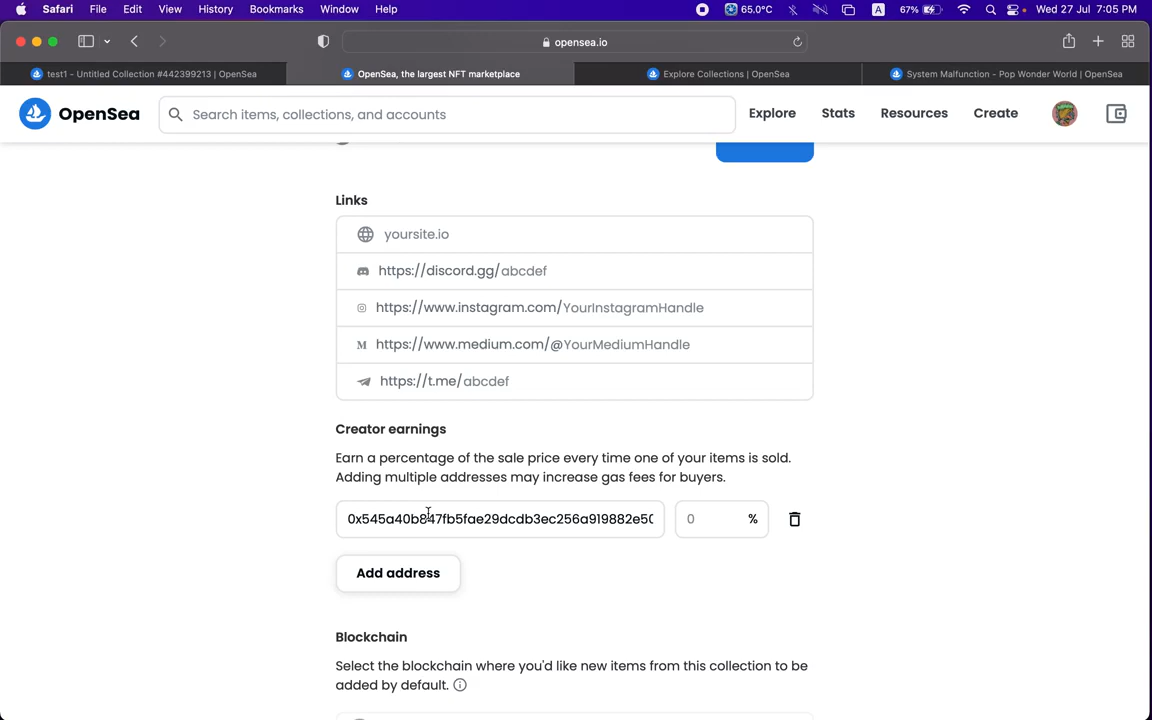 Safari File Edit View History Bookmarks Window Help 65.0°C A 67% Wed 27 Jul 7:05 PM
opensea.io
test1 - Untitled Collection #442399213 | OpenSea
OpenSea, the largest NFT marketplace
Explore Collections | OpenSea
System Malfunction - Pop Wonder World | OpenSea
OpenSea
Search items, collections, and accounts
Explore Stats Resources Create
Links
yoursite.io
https://discord.gg/abcdef
https://www.instagram.com/YourInstagramHandle
M https://www.medium.com/@YourMediumHandle
https://t.me/abcdef
Creator earnings
Earn a percentage of the sale price every time one of your items is sold.
Adding multiple addresses may increase gas fees for buyers.
0x545a40b847fb5fae29dcdb3ec256a919882e50 0 %
Add address
Blockchain
Select the blockchain where you'd like new items from this collection to be
added by default.